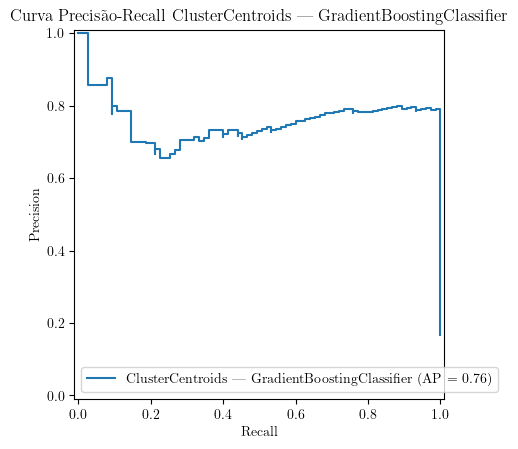 Curva Precisão-Recall ClusterCentroids — GradientBoostingClassifier
1.0
0.8
0.6
0.4
0.2
0.0
Precision
ClusterCentroids — GradientBoostingClassifier (AP = 0.76)
0.0 0.2 0.4 0.6 0.8 1.0
Recall